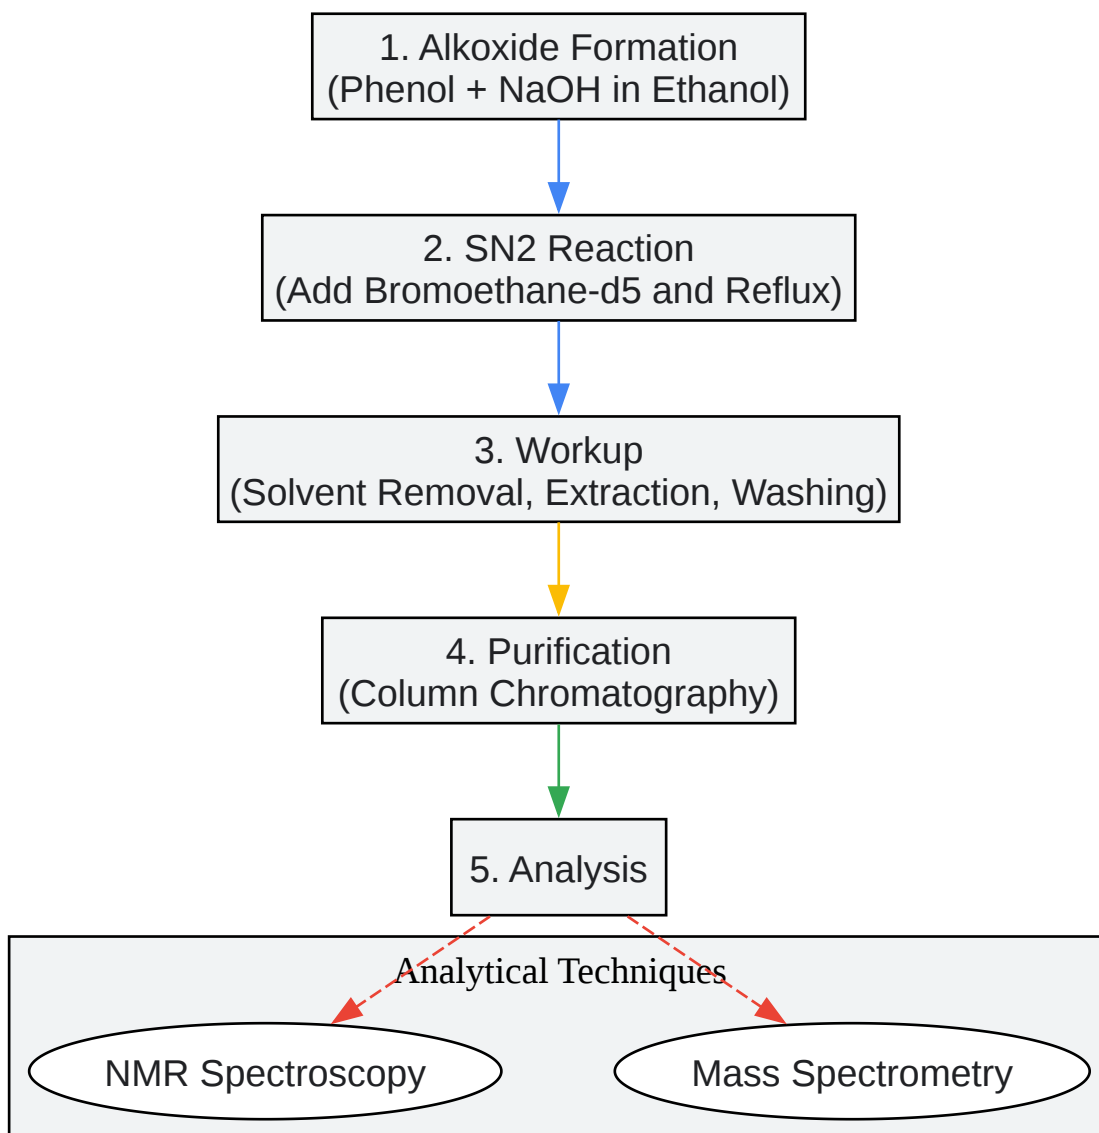 1. Alkoxide Formation
(Phenol + NaOH in Ethanol)
2. SN2 Reaction
(Add Bromoethane-d5 and Reflux)
3. Workup
(Solvent Removal, Extraction, Washing)
4. Purification
(Column Chromatography)
5. Analysis
Analytical Techniques
NMR Spectroscopy
Mass Spectrometry